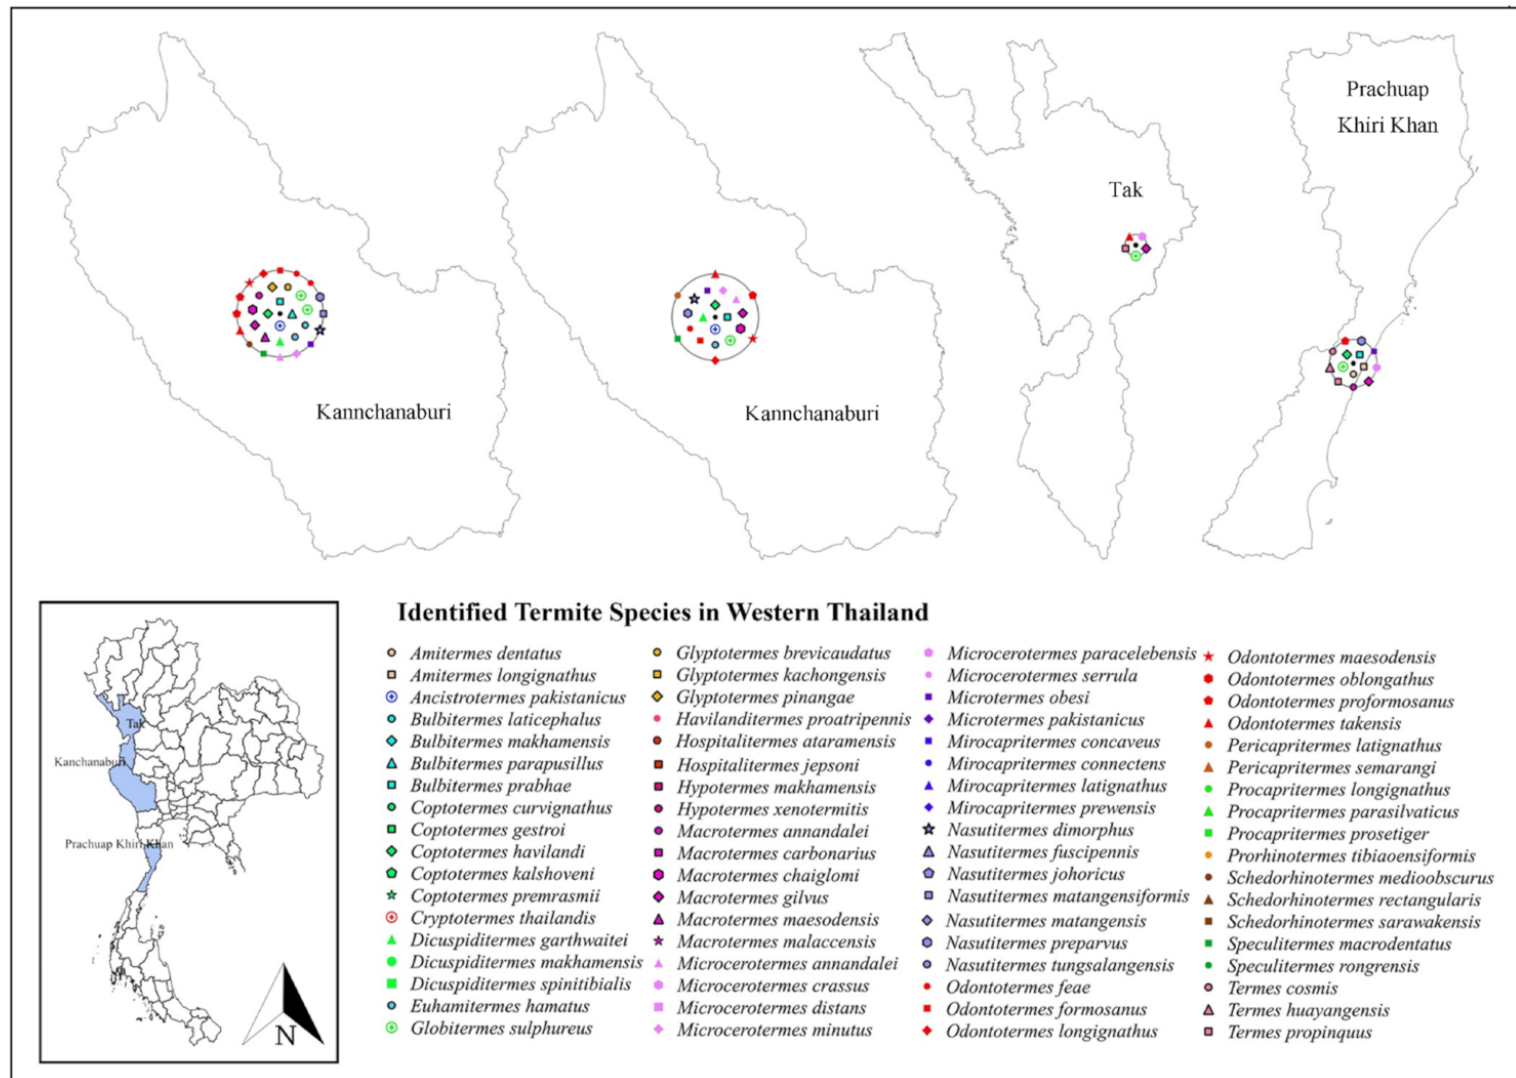 Prachuap
Khiri Khan
Tak
Kannchanaburi
Kannchanaburi
Identified Termite Species in Western Thailand
Amitermes dentatus
Amitermes longignathus
Ancistrotermes pakistanicus
Bulbitermes laticephalus
Bulbitermes makhamensis
Bulbitermes parapusillus
Bulbitermes prabhae
Coptotermes curvignathus
Coptotermes gestroi
Coptotermes havilandi
Coptotermes kalshoveni
Coptotermes premrasmii
Cryptotermes thailandis
Dicuspiditermes garthwaitei
Dicuspiditermes makhamensis
Dicuspiditermes spinitibialis
Euhamitermes hamatus
Globitermes sulphureus
Glyptotermes brevicaudatus
Glyptotermes kachongensis
Glyptotermes pinangae
Havilanditermes proatripennis
Hospitalitermes ataramensis
Hospitalitermes jepsoni
Hypotermes makhamensis
Hypotermes xenotermitis
Macrotermes annandalei
Macrotermes carbonarius
Macrotermes chaiglomi
Macrotermes gilvus
Macrotermes maesodensis
Macrotermes malaccensis
Microcerotermes annandalei
Microcerotermes crassus
Microcerotermes distans
Microcerotermes minutus
Microcerotermes paracelebensis
Microcerotermes serrula
Microtermes obesi
Microtermes pakistanicus
Mirocapritermes concaveus
Mirocapritermes connectens
Mirocapritermes latignathus
Mirocapritermes prewensis
Nasutitermes dimorphus
Nasutitermes fuscipennis
Nasutitermes johoricus
Nasutitermes matangensiformis
Nasutitermes matangensis
Nasutitermes preparvus
Nasutitermes tungsalangensis
Odontotermes feae
Odontotermes formosanus
Odontotermes longignathus
Odontotermes maesodensis
Odontotermes oblongathus
Odontotermes proformosanus
Odontotermes takensis
Pericapritermes latignathus
Pericapritermes semarangi
Procapritermes longignathus
Procapritermes parasilvaticus
Procapritermes prosetiger
Prorhinotermes tibiaoensiformis
Schedorhinotermes medioobscurus
Schedorhinotermes rectangularis
Schedorhinotermes sarawakensis
Speculitermes macrodentatus
Speculitermes rongrensis
Termes cosmis
Termes huayangensis
Termes propinquus
Tak
Kanchanaburi
Prachuap Khiri Khan
N